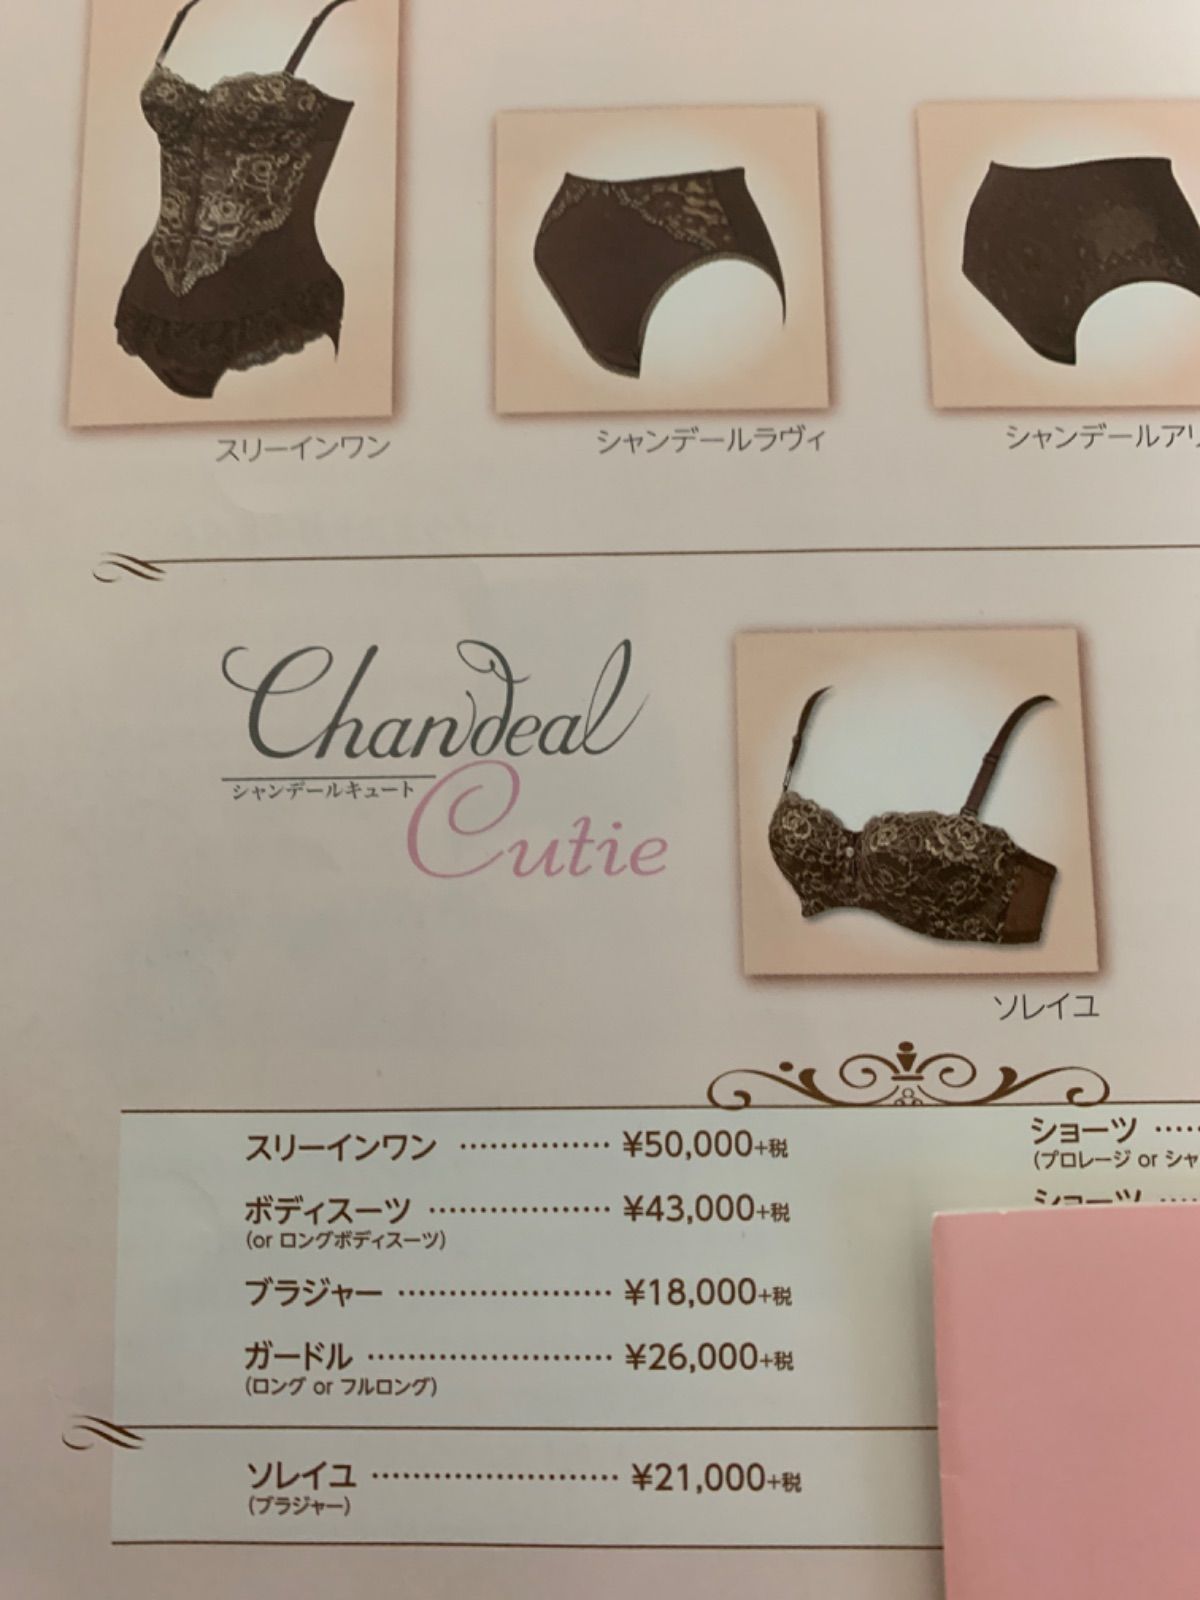 スリーインワン
シャンデールラヴィ
シャンデールアリ
Chandeal
シャンデールキュート
Cutie
ソレイユ
スリーインワン ··············· ¥50,000+税
ボディスーツ ·················· ¥43,000+税
(or ロングボディスーツ)
ブラジャー ····················· ¥18,000+税
ガードル ························ ¥26,000+税
(ロング or フルロング)
ソレイユ ························ ¥21,000+税
(ブラジャー)
ショーツ ·····
(プロレージ or シャ
ショーツ ····